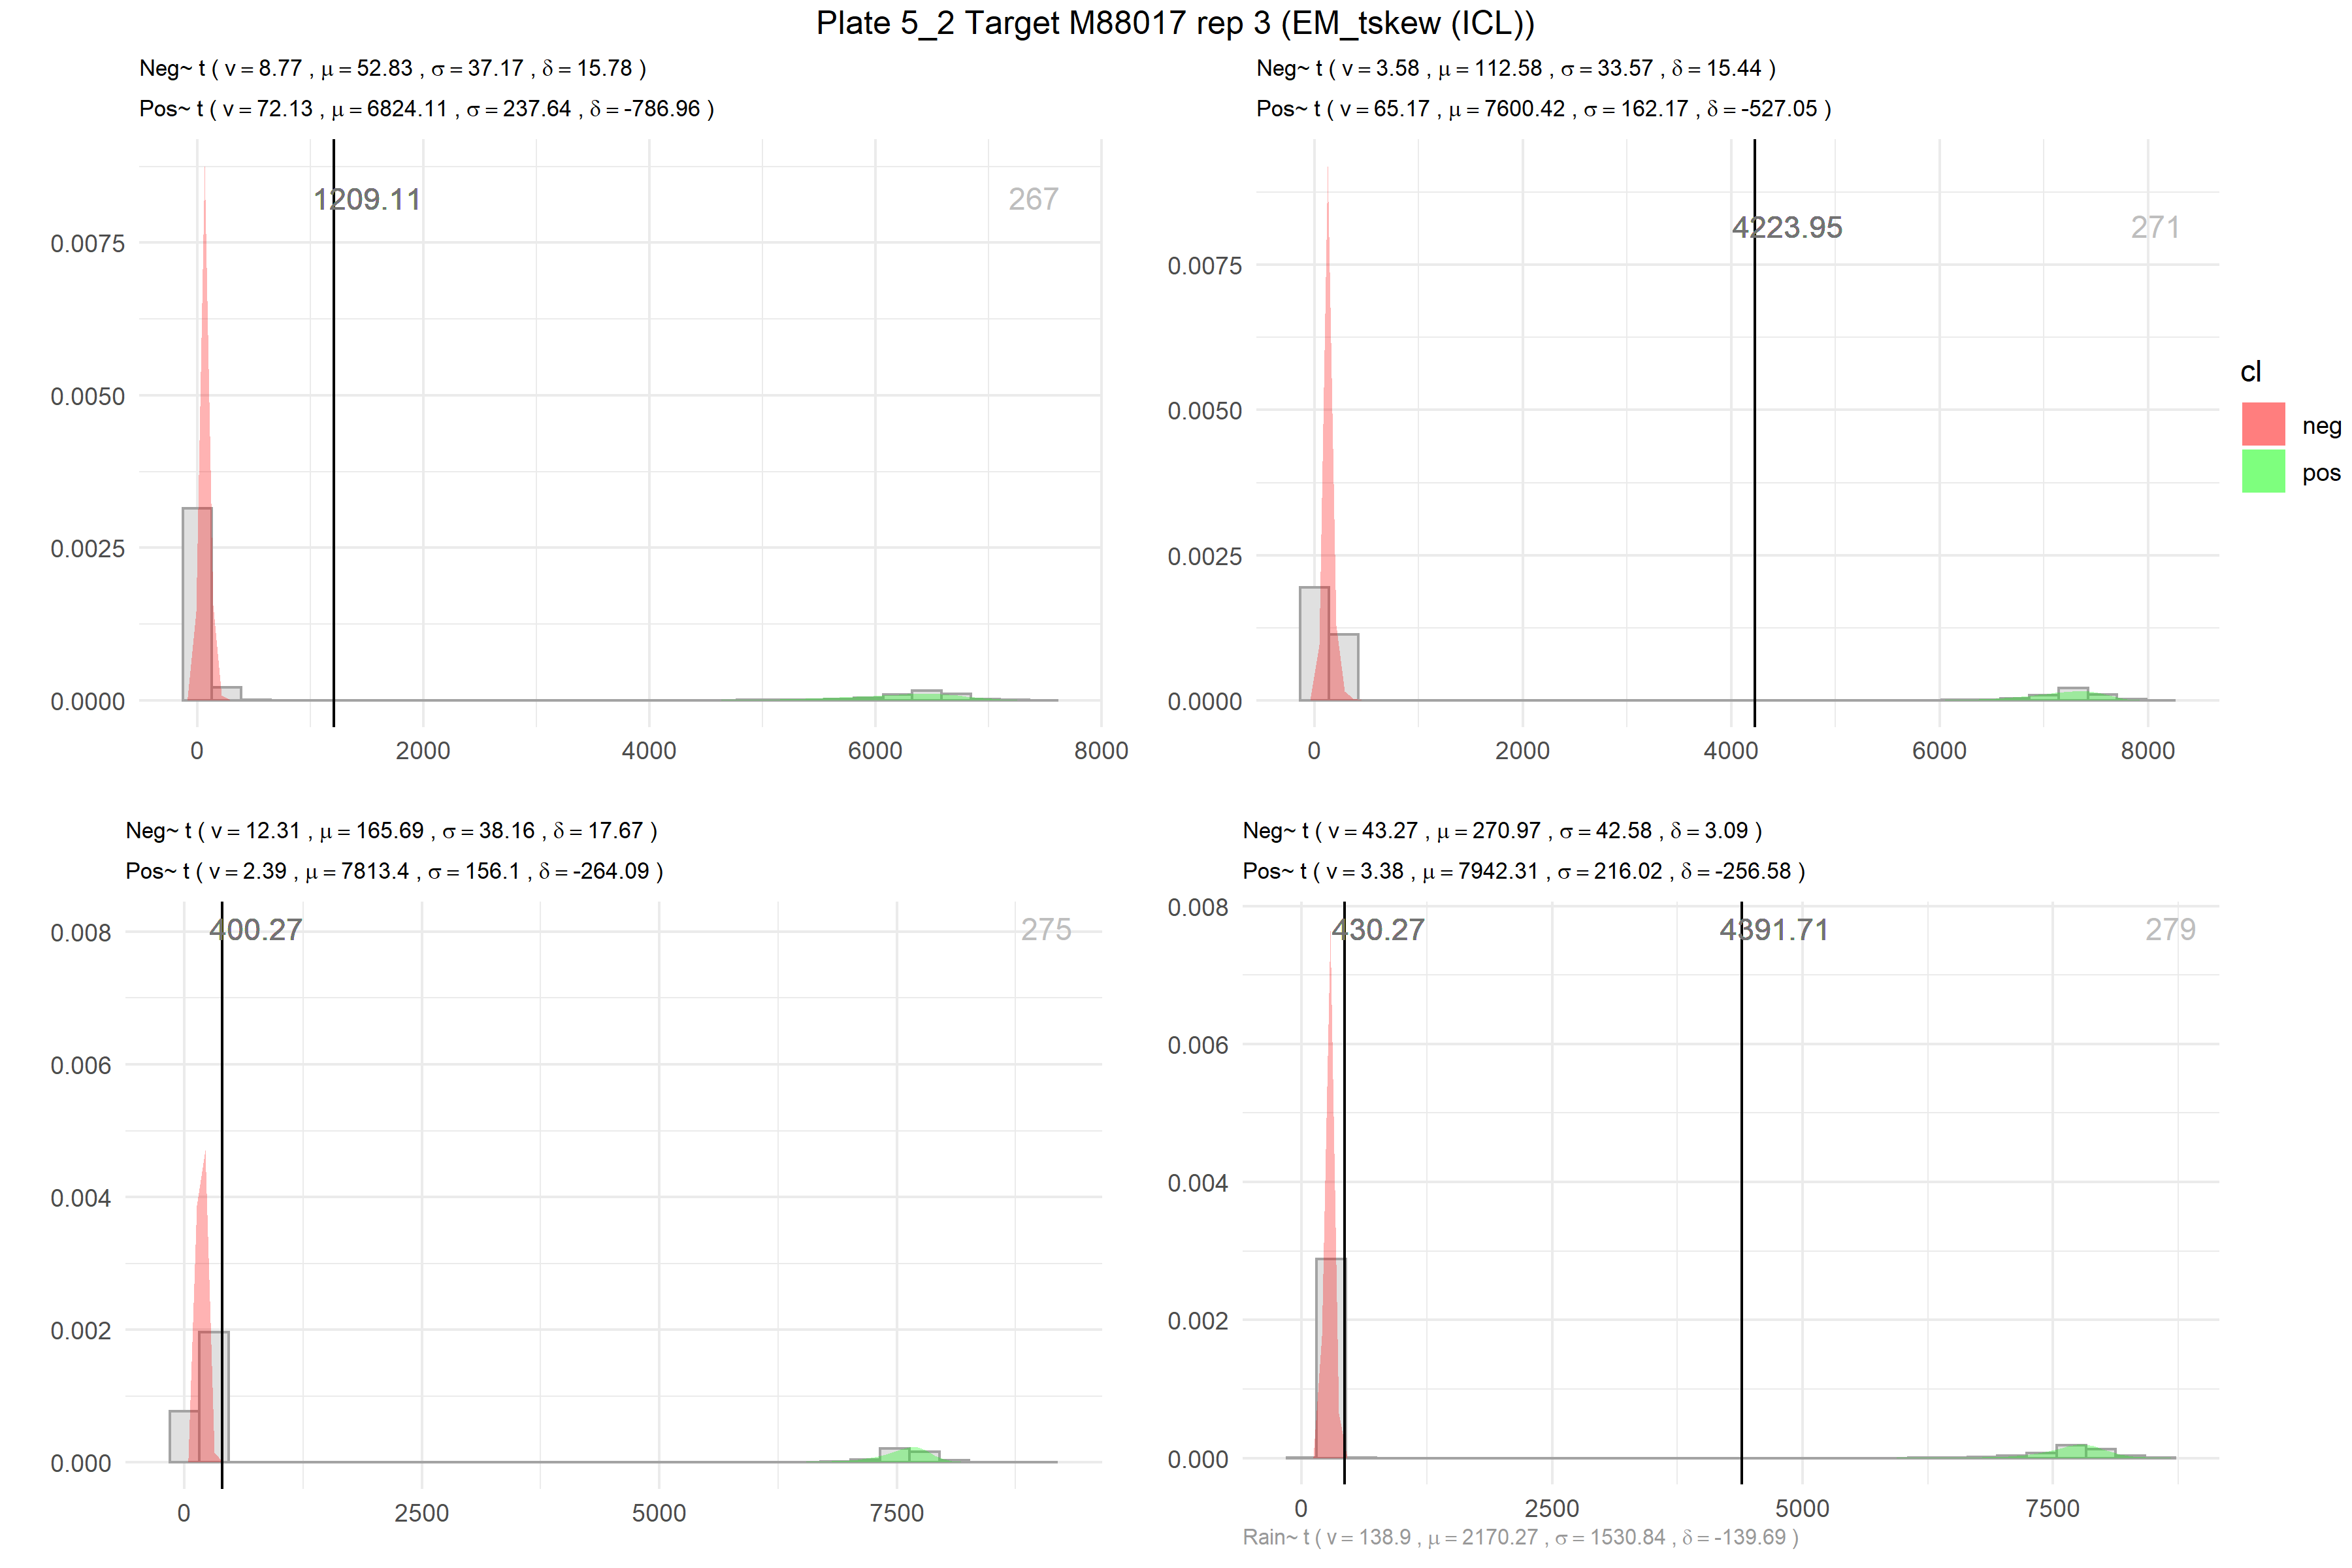 Plate 5_2 Target M88017 rep 3 (EM_tskew (ICL))
Neg~ t ( ν = 8.77 , μ = 52.83 , σ = 37.17 , δ = 15.78 )
Pos~ t ( ν = 72.13 , μ = 6824.11 , σ = 237.64 , δ = -786.96 )
1209.11
267
0.0075
0.0050
0.0025
0.0000
0 2000 4000 6000 8000
Neg~ t ( ν = 3.58 , μ = 112.58 , σ = 33.57 , δ = 15.44 )
Pos~ t ( ν = 65.17 , μ = 7600.42 , σ = 162.17 , δ = -527.05 )
4223.95
271
0.0075
0.0050
0.0025
0.0000
0 2000 4000 6000 8000
cl
neg
pos
Neg~ t ( ν = 12.31 , μ = 165.69 , σ = 38.16 , δ = 17.67 )
Pos~ t ( ν = 2.39 , μ = 7813.4 , σ = 156.1 , δ = -264.09 )
400.27
275
0.008
0.006
0.004
0.002
0.000
0 2500 5000 7500
Neg~ t ( ν = 43.27 , μ = 270.97 , σ = 42.58 , δ = 3.09 )
Pos~ t ( ν = 3.38 , μ = 7942.31 , σ = 216.02 , δ = -256.58 )
430.27
4391.71
279
0.008
0.006
0.004
0.002
0.000
0 2500 5000 7500
Rain~ t ( ν = 138.9 , μ = 2170.27 , σ = 1530.84 , δ = -139.69 )